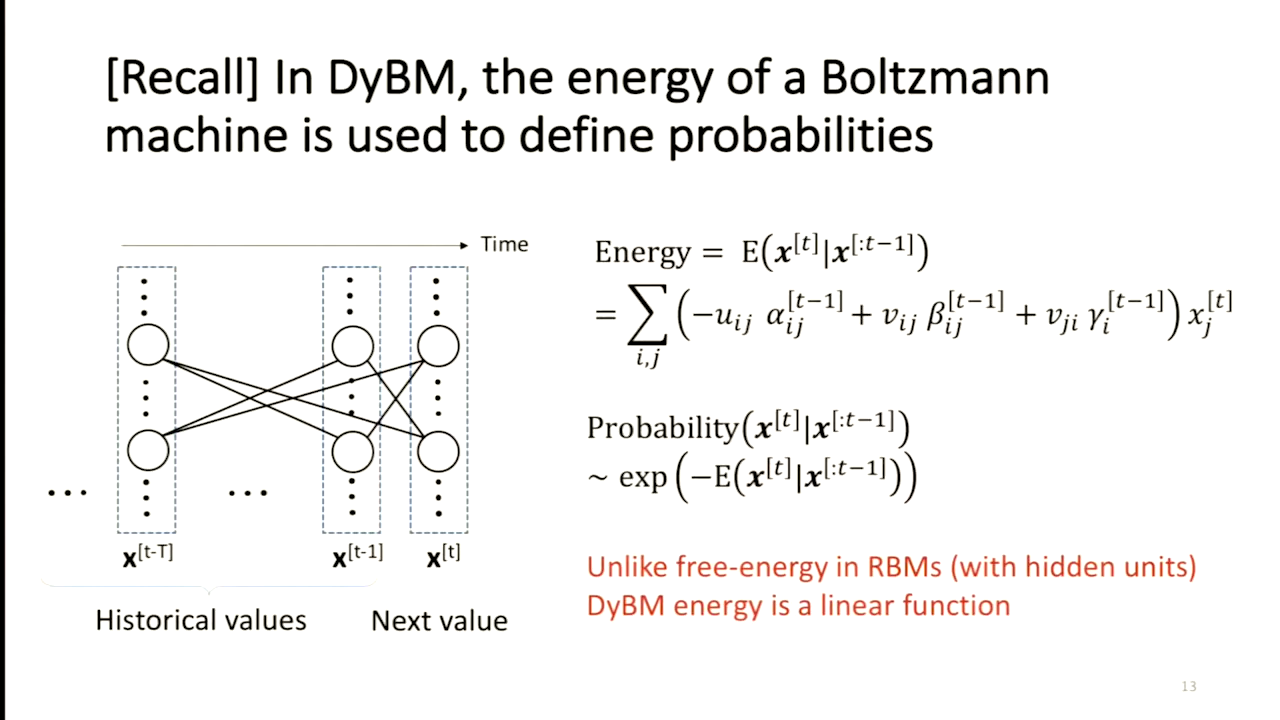 [Recall] In DyBM, the energy of a Boltzmann
machine is used to define probabilities
Time
x^[t-T]
x^[t-1]
x^[t]
Historical values
Next value
Energy = E(x^[t]|x^[:t−1])
= ∑_{i,j} (−u_ij α_ij^[t−1] + v_ij β_ij^[t−1] + v_ji γ_i^[t−1]) x_j^[t]
Probability(x^[t]|x^[:t−1])
~ exp(−E(x^[t]|x^[:t−1]))
Unlike free-energy in RBMs (with hidden units)
DyBM energy is a linear function
13